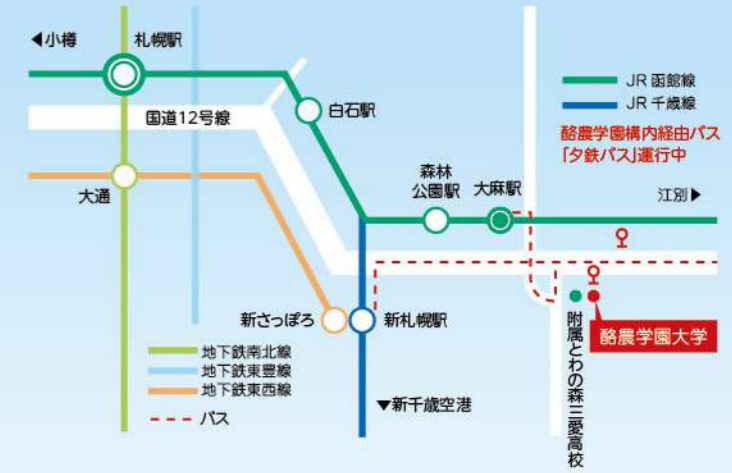 ◀小樽
札幌駅
国道12号線
白石駅
JR 函館線
JR 千歳線
酪農学園構内経由バス
「夕鉄バス」運行中
大通
森林
公園駅
大麻駅
江別▶
新さっぽろ
新札幌駅
酪農学園大学
附属とわの森三愛高校
地下鉄南北線
地下鉄東豊線
地下鉄東西線
バス
▼新千歳空港